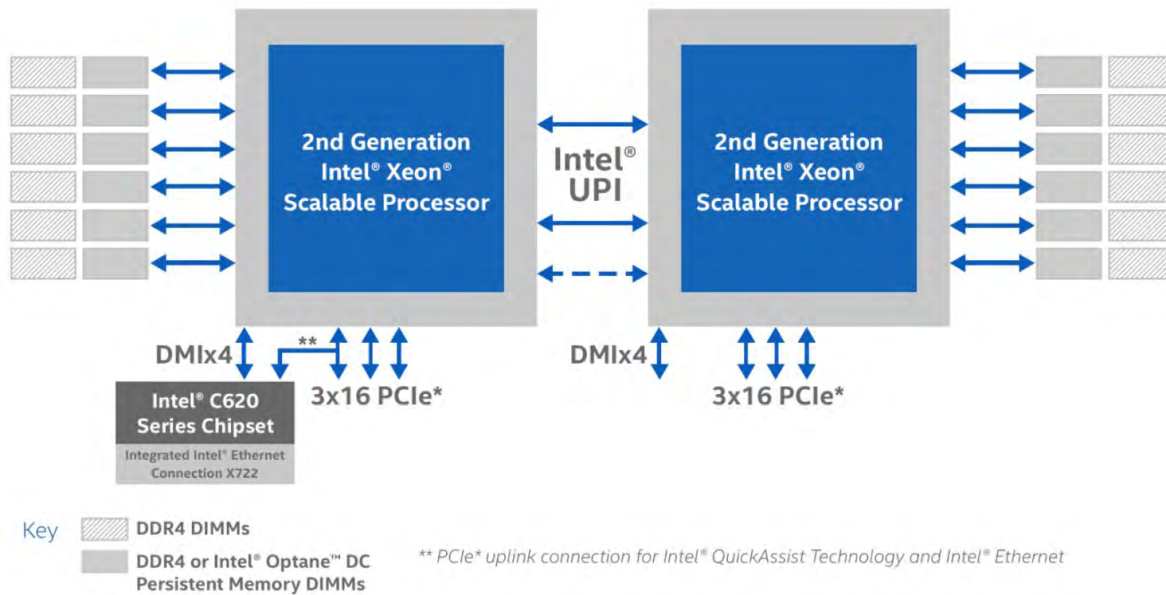 2nd Generation
Intel® Xeon®
Scalable Processor
Intel®
UPI
2nd Generation
Intel® Xeon®
Scalable Processor
DMIx4
**
3x16 PCIe*
DMIx4
3x16 PCIe*
Intel® C620
Series Chipset
Integrated Intel® Ethernet
Connection X722
Key
DDR4 DIMMs
DDR4 or Intel® Optane™ DC
Persistent Memory DIMMs
** PCIe* uplink connection for Intel® QuickAssist Technology and Intel® Ethernet